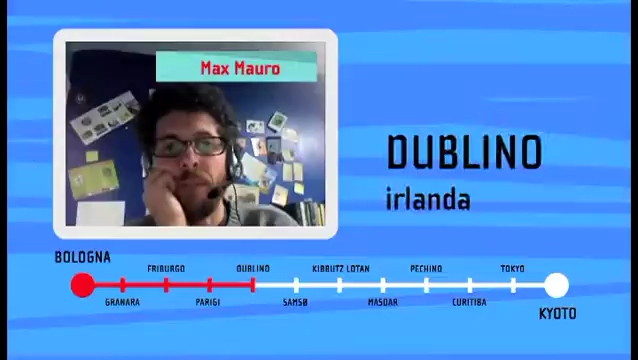 Max Mauro
DUBLINO
irlanda
BOLOGNA
FRIBURGO
DUBLINO
KIBBUTZ LOTAN
PECHINO
TOKYO
GRANARA
PARIGI
SAMSØ
MASDAR
CURITIBA
KYOTO